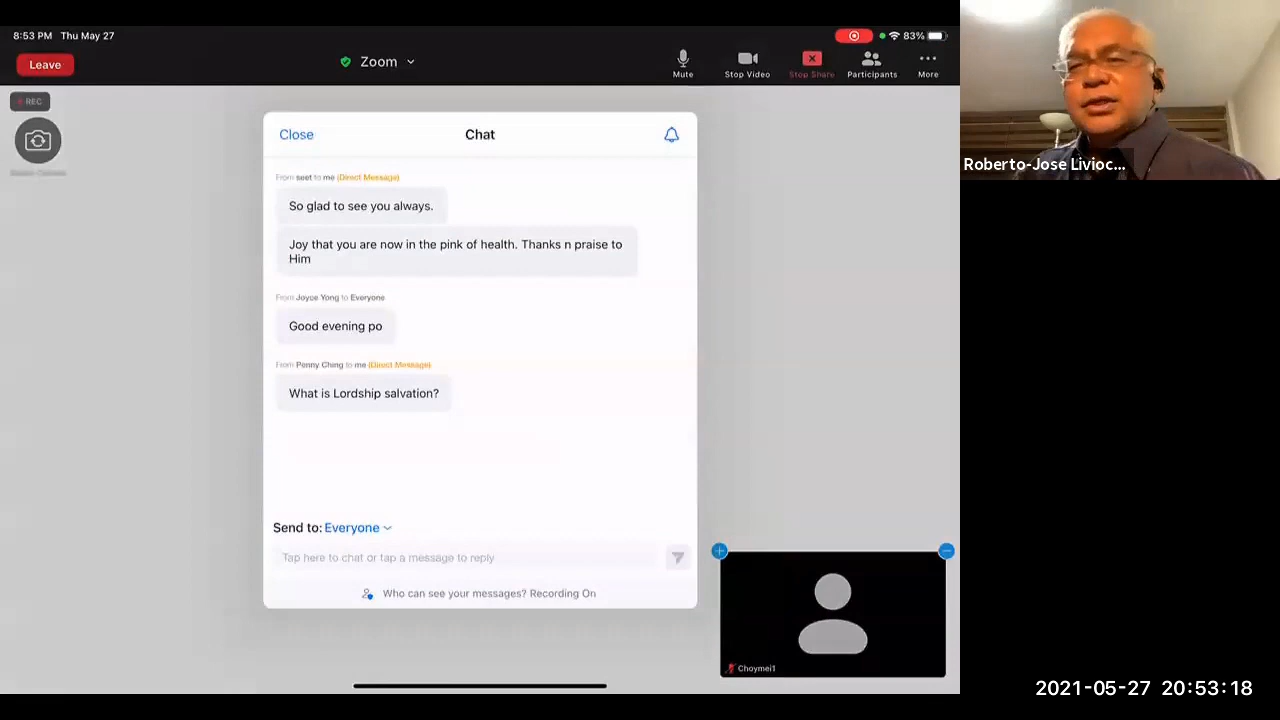 8:53 PM Thu May 27
83%
Leave
Zoom
Mute
Stop Video
Stop Share
Participants
More
REC
Close
Chat
From seet to me (Direct Message)
So glad to see you always.
Joy that you are now in the pink of health. Thanks n praise to
Him
From Joyce Yong to Everyone
Good evening po
From Penny Ching to me (Direct Message)
What is Lordship salvation?
Send to: Everyone
Tap here to chat or tap a message to reply
Who can see your messages? Recording On
Choymei1
Roberto-Jose Livioc...
2021-05-27 20:53:18